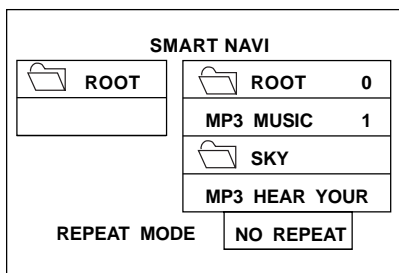 SMART NAVI
ROOT
ROOT 0
MP3 MUSIC 1
SKY
MP3 HEAR YOUR
REPEAT MODE NO REPEAT